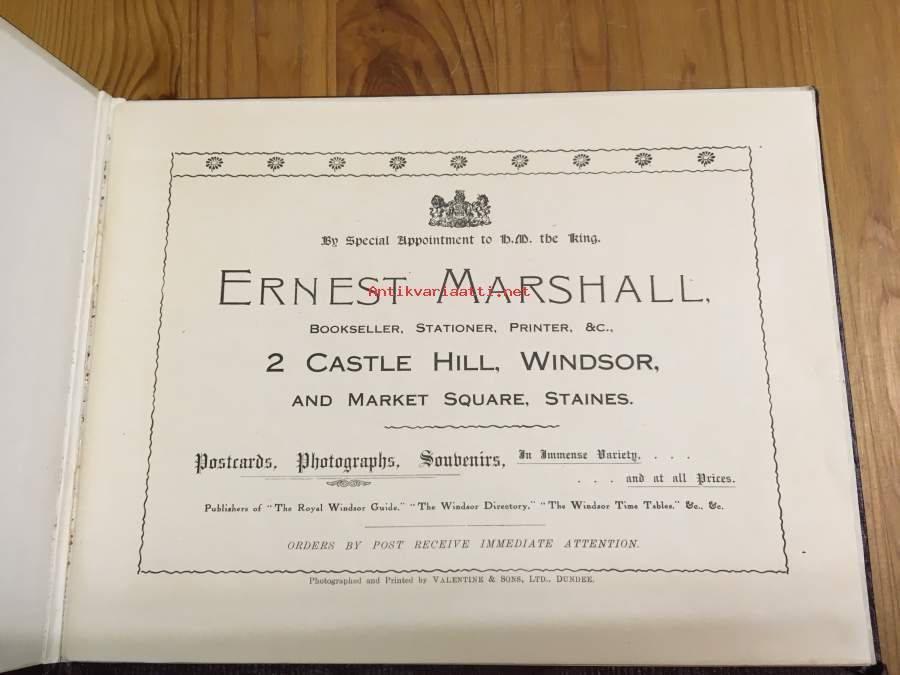 By Special Appointment to H.M. the King.
ERNEST MARSHALL,
Antikvariaatti.net
BOOKSELLER, STATIONER, PRINTER, &C.,
2 CASTLE HILL, WINDSOR,
AND MARKET SQUARE, STAINES.
Postcards, Photographs, Souvenirs, In Immense Variety, . . .
. . . and at all Prices.
Publishers of "The Royal Windsor Guide," "The Windsor Directory," "The Windsor Time Tables," &c., &c.
ORDERS BY POST RECEIVE IMMEDIATE ATTENTION.
Photographed and Printed by VALENTINE & SONS, LTD., DUNDEE.